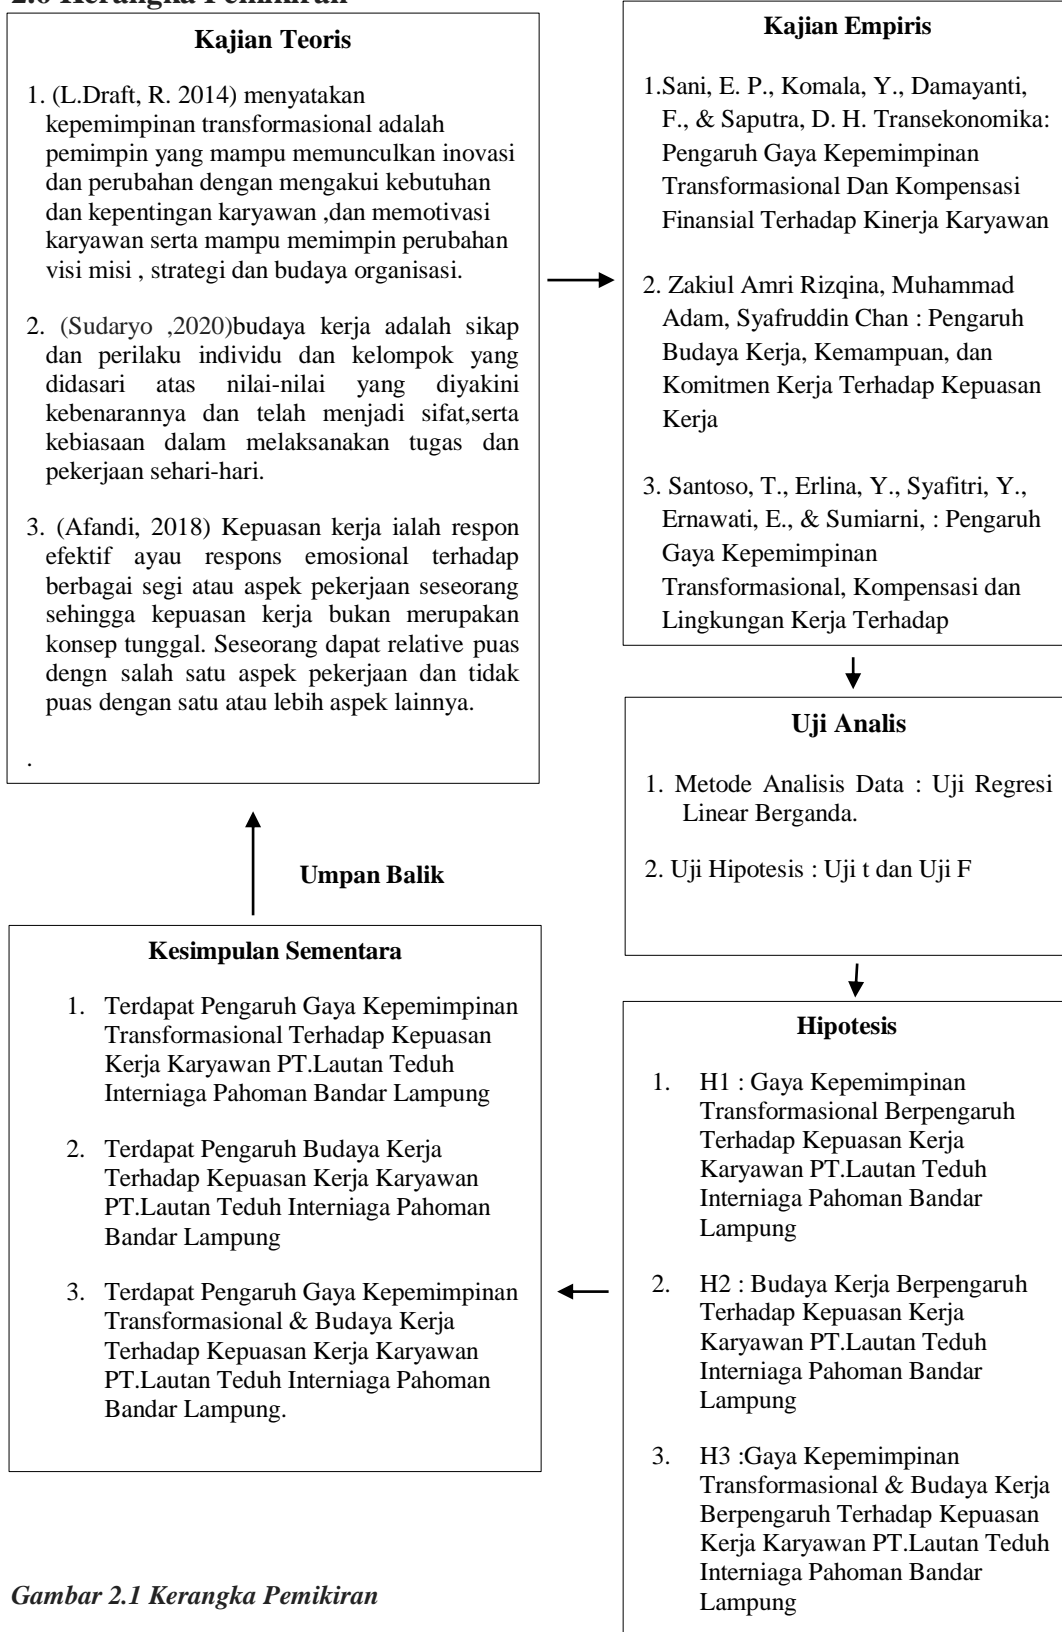 2.6 Kerangka Pemikiran
Kajian Teoris
1. (L.Draft, R. 2014) menyatakan
kepemimpinan transformasional adalah
pemimpin yang mampu memunculkan inovasi
dan perubahan dengan mengakui kebutuhan
dan kepentingan karyawan ,dan memotivasi
karyawan serta mampu memimpin perubahan
visi misi , strategi dan budaya organisasi.
2. (Sudaryo ,2020)budaya kerja adalah sikap
dan perilaku individu dan kelompok yang
didasari atas nilai-nilai yang diyakini
kebenarannya dan telah menjadi sifat,serta
kebiasaan dalam melaksanakan tugas dan
pekerjaan sehari-hari.
3. (Afandi, 2018) Kepuasan kerja ialah respon
efektif ayau respons emosional terhadap
berbagai segi atau aspek pekerjaan seseorang
sehingga kepuasan kerja bukan merupakan
konsep tunggal. Seseorang dapat relative puas
dengn salah satu aspek pekerjaan dan tidak
puas dengan satu atau lebih aspek lainnya.
.
Kajian Empiris
1.Sani, E. P., Komala, Y., Damayanti,
F., & Saputra, D. H. Transekonomika:
Pengaruh Gaya Kepemimpinan
Transformasional Dan Kompensasi
Finansial Terhadap Kinerja Karyawan
2. Zakiul Amri Rizqina, Muhammad
Adam, Syafruddin Chan : Pengaruh
Budaya Kerja, Kemampuan, dan
Komitmen Kerja Terhadap Kepuasan
Kerja
3. Santoso, T., Erlina, Y., Syafitri, Y.,
Ernawati, E., & Sumiarni, : Pengaruh
Gaya Kepemimpinan
Transformasional, Kompensasi dan
Lingkungan Kerja Terhadap
Uji Analis
1. Metode Analisis Data : Uji Regresi
Linear Berganda.
2. Uji Hipotesis : Uji t dan Uji F
Hipotesis
1. H1 : Gaya Kepemimpinan
Transformasional Berpengaruh
Terhadap Kepuasan Kerja
Karyawan PT.Lautan Teduh
Interniaga Pahoman Bandar
Lampung
2. H2 : Budaya Kerja Berpengaruh
Terhadap Kepuasan Kerja
Karyawan PT.Lautan Teduh
Interniaga Pahoman Bandar
Lampung
3. H3 :Gaya Kepemimpinan
Transformasional & Budaya Kerja
Berpengaruh Terhadap Kepuasan
Kerja Karyawan PT.Lautan Teduh
Interniaga Pahoman Bandar
Lampung
Umpan Balik
Kesimpulan Sementara
1. Terdapat Pengaruh Gaya Kepemimpinan
Transformasional Terhadap Kepuasan
Kerja Karyawan PT.Lautan Teduh
Interniaga Pahoman Bandar Lampung
2. Terdapat Pengaruh Budaya Kerja
Terhadap Kepuasan Kerja Karyawan
PT.Lautan Teduh Interniaga Pahoman
Bandar Lampung
3. Terdapat Pengaruh Gaya Kepemimpinan
Transformasional & Budaya Kerja
Terhadap Kepuasan Kerja Karyawan
PT.Lautan Teduh Interniaga Pahoman
Bandar Lampung.
Gambar 2.1 Kerangka Pemikiran